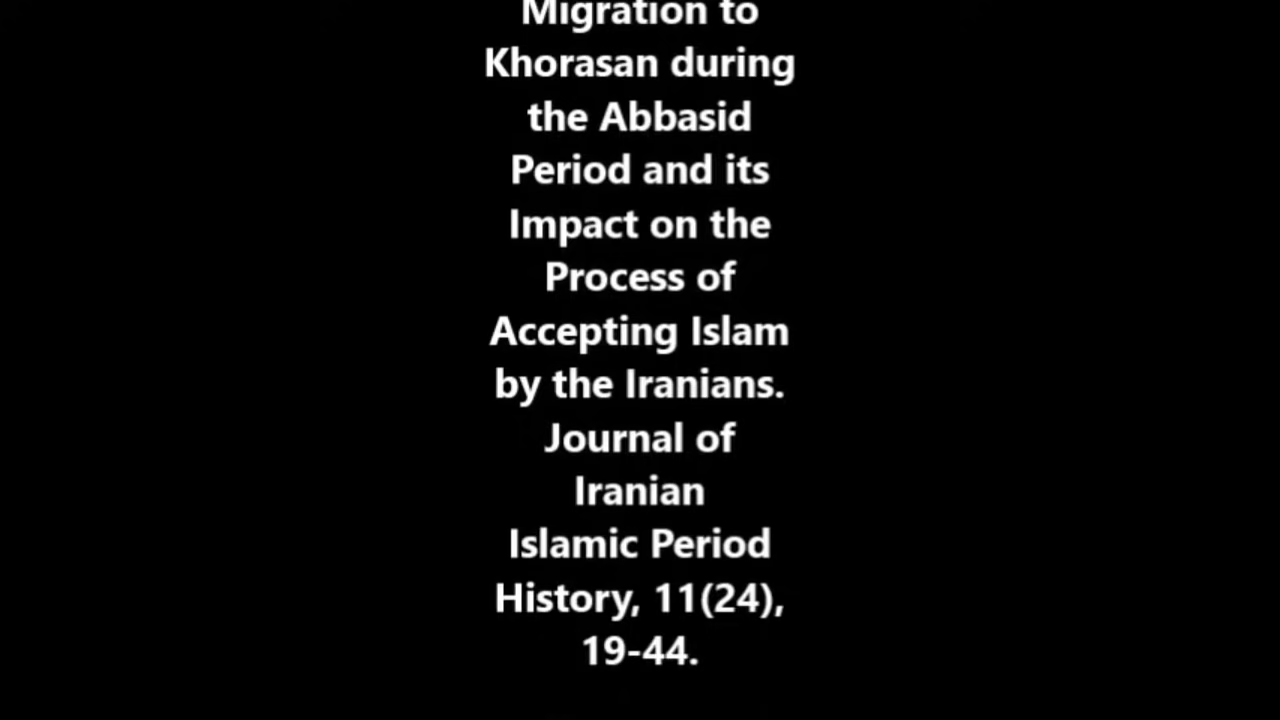 Migration to
Khorasan during
the Abbasid
Period and its
Impact on the
Process of
Accepting Islam
by the Iranians.
Journal of
Iranian
Islamic Period
History, 11(24),
19-44.